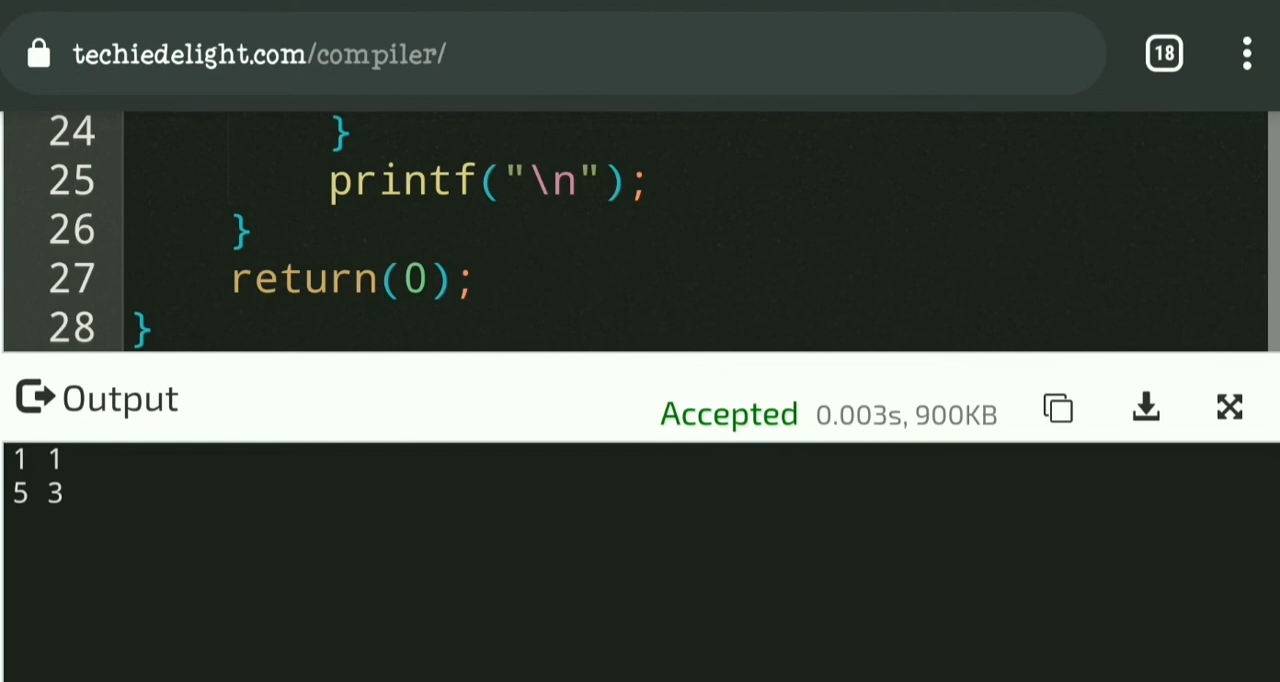 techiedelight.com/compiler/
18
24 }
25 printf("\n");
26 }
27 return(0);
28 }
Output
Accepted 0.003s, 900KB
1 1
5 3